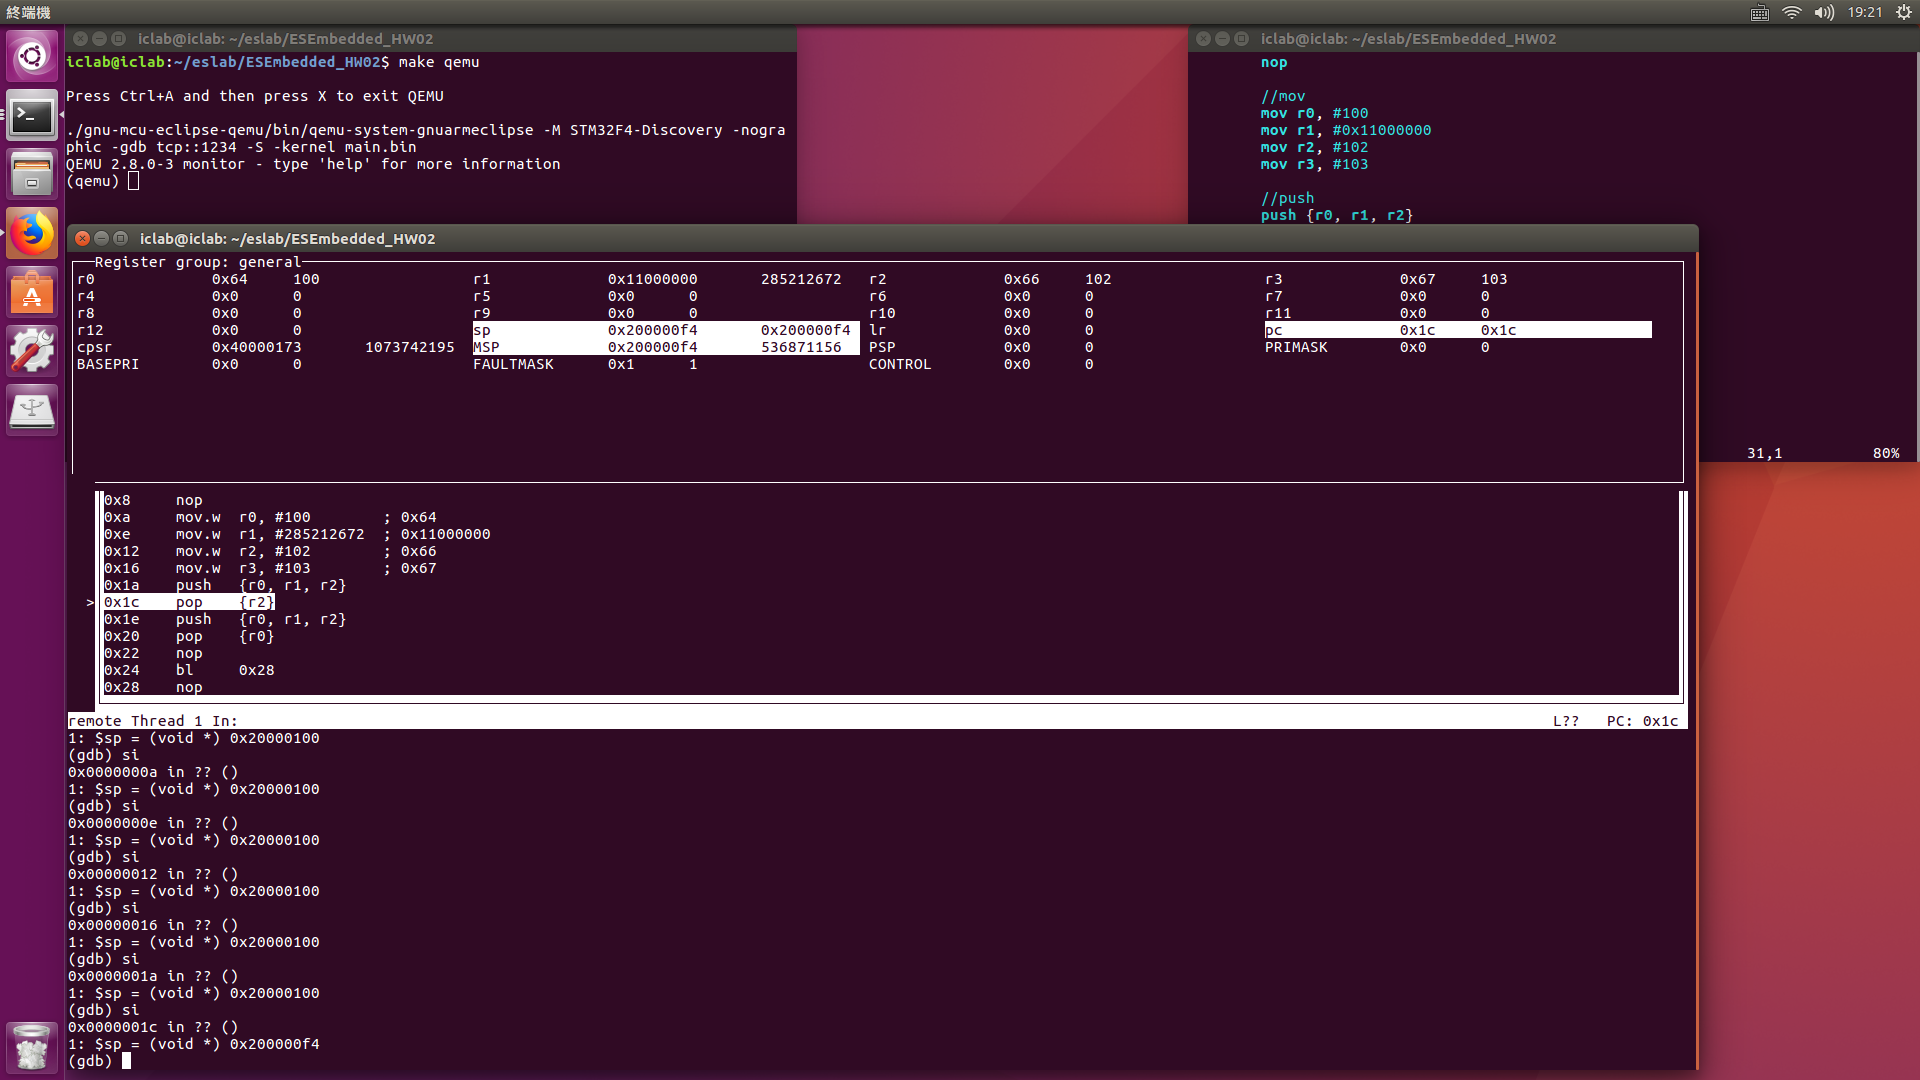 終端機
19:21
iclab@iclab: ~/eslab/ESEmbedded_HW02
iclab@iclab:~/eslab/ESEmbedded_HW02$ make qemu
Press Ctrl+A and then press X to exit QEMU
./gnu-mcu-eclipse-qemu/bin/qemu-system-gnuarmeclipse -M STM32F4-Discovery -nogra
phic -gdb tcp::1234 -S -kernel main.bin
QEMU 2.8.0-3 monitor - type 'help' for more information
(qemu)
iclab@iclab: ~/eslab/ESEmbedded_HW02
nop
//mov
mov r0, #100
mov r1, #0x11000000
mov r2, #102
mov r3, #103
//push
push {r0, r1, r2}
31,1 80%
iclab@iclab: ~/eslab/ESEmbedded_HW02
Register group: general
r0 0x64 100 r1 0x11000000 285212672 r2 0x66 102 r3 0x67 103
r4 0x0 0 r5 0x0 0 r6 0x0 0 r7 0x0 0
r8 0x0 0 r9 0x0 0 r10 0x0 0 r11 0x0 0
r12 0x0 0 sp 0x200000f4 0x200000f4 lr 0x0 0 pc 0x1c 0x1c
cpsr 0x40000173 1073742195 MSP 0x200000f4 536871156 PSP 0x0 0 PRIMASK 0x0 0
BASEPRI 0x0 0 FAULTMASK 0x1 1 CONTROL 0x0 0
0x8 nop
0xa mov.w r0, #100 ; 0x64
0xe mov.w r1, #285212672 ; 0x11000000
0x12 mov.w r2, #102 ; 0x66
0x16 mov.w r3, #103 ; 0x67
0x1a push {r0, r1, r2}
>0x1c pop {r2}
0x1e push {r0, r1, r2}
0x20 pop {r0}
0x22 nop
0x24 bl 0x28
0x28 nop
remote Thread 1 In: L?? PC: 0x1c
1: $sp = (void *) 0x20000100
(gdb) si
0x0000000a in ?? ()
1: $sp = (void *) 0x20000100
(gdb) si
0x0000000e in ?? ()
1: $sp = (void *) 0x20000100
(gdb) si
0x00000012 in ?? ()
1: $sp = (void *) 0x20000100
(gdb) si
0x00000016 in ?? ()
1: $sp = (void *) 0x20000100
(gdb) si
0x0000001a in ?? ()
1: $sp = (void *) 0x20000100
(gdb) si
0x0000001c in ?? ()
1: $sp = (void *) 0x200000f4
(gdb)